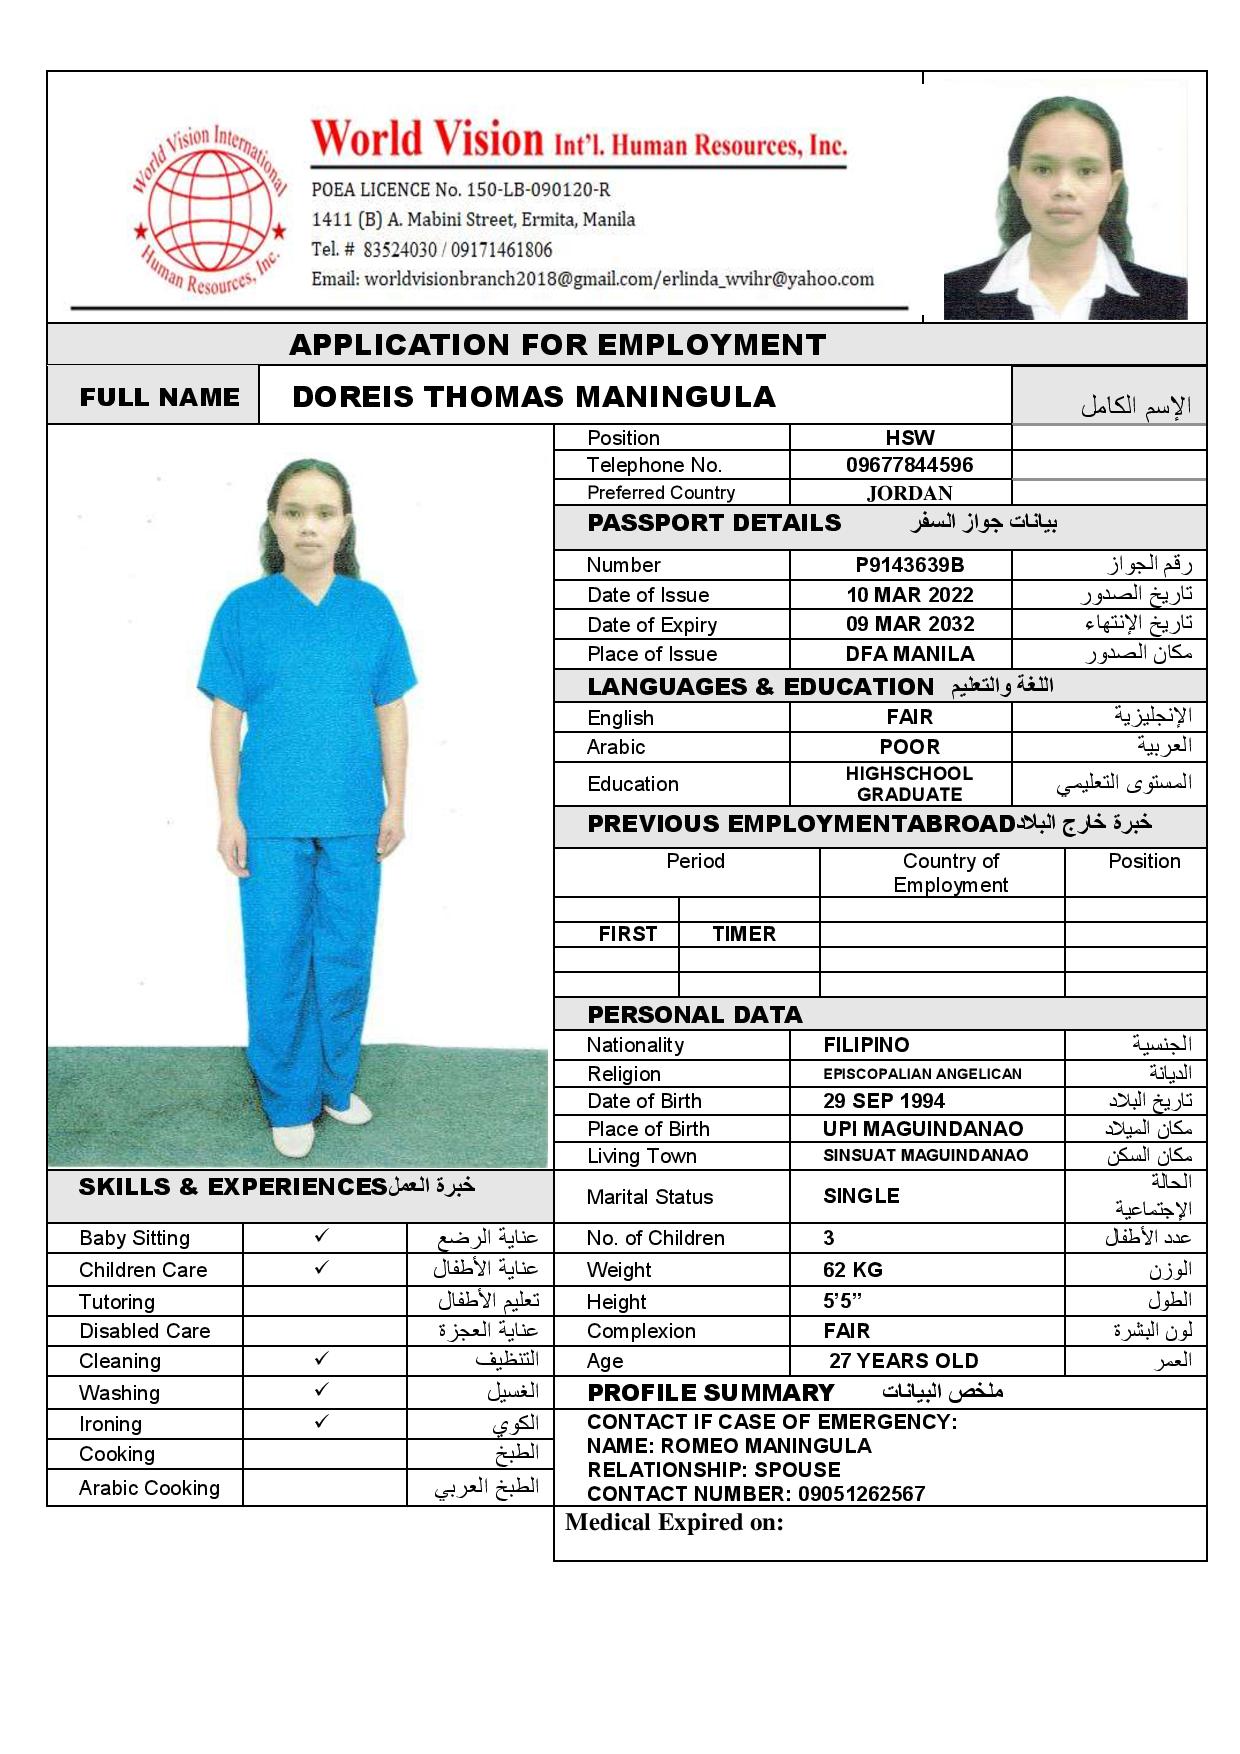 World Vision International
Human Resources, Inc.
World Vision Int'l. Human Resources, Inc.
POEA LICENCE No. 150-LB-090120-R
1411 (B) A. Mabini Street, Ermita, Manila
Tel. # 83524030 / 09171461806
Email: worldvisionbranch2018@gmail.com/erlinda_wvihr@yahoo.com
APPLICATION FOR EMPLOYMENT
FULL NAME DOREIS THOMAS MANINGULA الإسم الكامل
Position HSW
Telephone No. 09677844596
Preferred Country JORDAN
PASSPORT DETAILS بيانات جواز السفر
Number P9143639B رقم الجواز
Date of Issue 10 MAR 2022 تاريخ الصدور
Date of Expiry 09 MAR 2032 تاريخ الإنتهاء
Place of Issue DFA MANILA مكان الصدور
LANGUAGES & EDUCATION اللغة والتعليم
English FAIR الإنجليزية
Arabic POOR العربية
Education HIGHSCHOOL GRADUATE المستوى التعليمي
PREVIOUS EMPLOYMENTABROAD خبرة خارج البلاد
Period Country of Employment Position
FIRST TIMER
PERSONAL DATA
Nationality FILIPINO الجنسية
Religion EPISCOPALIAN ANGELICAN الديانة
Date of Birth 29 SEP 1994 تاريخ البلاد
Place of Birth UPI MAGUINDANAO مكان الميلاد
Living Town SINSUAT MAGUINDANAO مكان السكن
Marital Status SINGLE الحالة الإجتماعية
No. of Children 3 عدد الأطفال
Weight 62 KG الوزن
Height 5'5” الطول
Complexion FAIR لون البشرة
Age 27 YEARS OLD العمر
SKILLS & EXPERIENCES خبرة العمل
Baby Sitting ✓ عناية الرضع
Children Care ✓ عناية الأطفال
Tutoring تعليم الأطفال
Disabled Care عناية العجزة
Cleaning ✓ التنظيف
Washing ✓ الغسيل
Ironing ✓ الكوي
Cooking الطبخ
Arabic Cooking الطبخ العربي
PROFILE SUMMARY ملخص البيانات
CONTACT IF CASE OF EMERGENCY:
NAME: ROMEO MANINGULA
RELATIONSHIP: SPOUSE
CONTACT NUMBER: 09051262567
Medical Expired on: